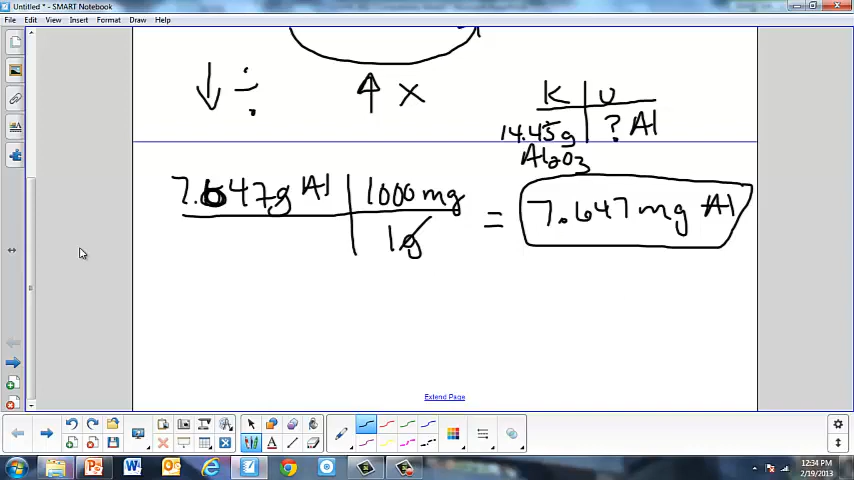 Untitled * - SMART Notebook
File Edit View Insert Format Draw Help
↓ ÷ ↑ X
K U
14.45g ? Al
Al2O3
7.647g Al 1000 mg
1g
= 7.647 mg Al
Extend Page
12:34 PM
2/19/2013